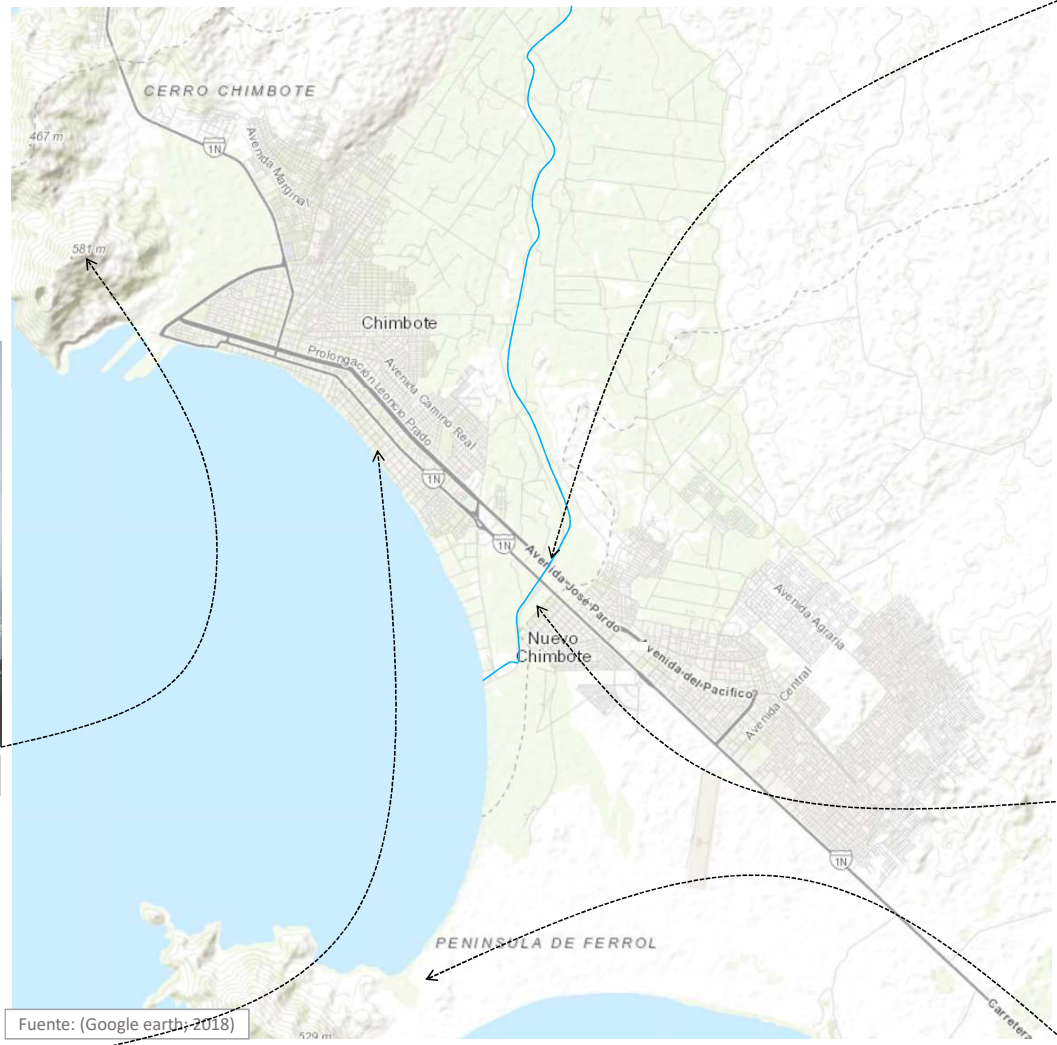 CERRO CHIMBOTE
467 m
1N
Avenida Marginal
581 m
Chimbote
Prolongación Leoncio Prado
Avenida Camino Real
1N
1N
Avenida José Pardo
Avenida Agraria
Nuevo
Chimbote
Avenida del Pacifico
Avenida Central
1N
PENINSULA DE FERROL
Carretera
Fuente: (Google earth; 2018)
529 m